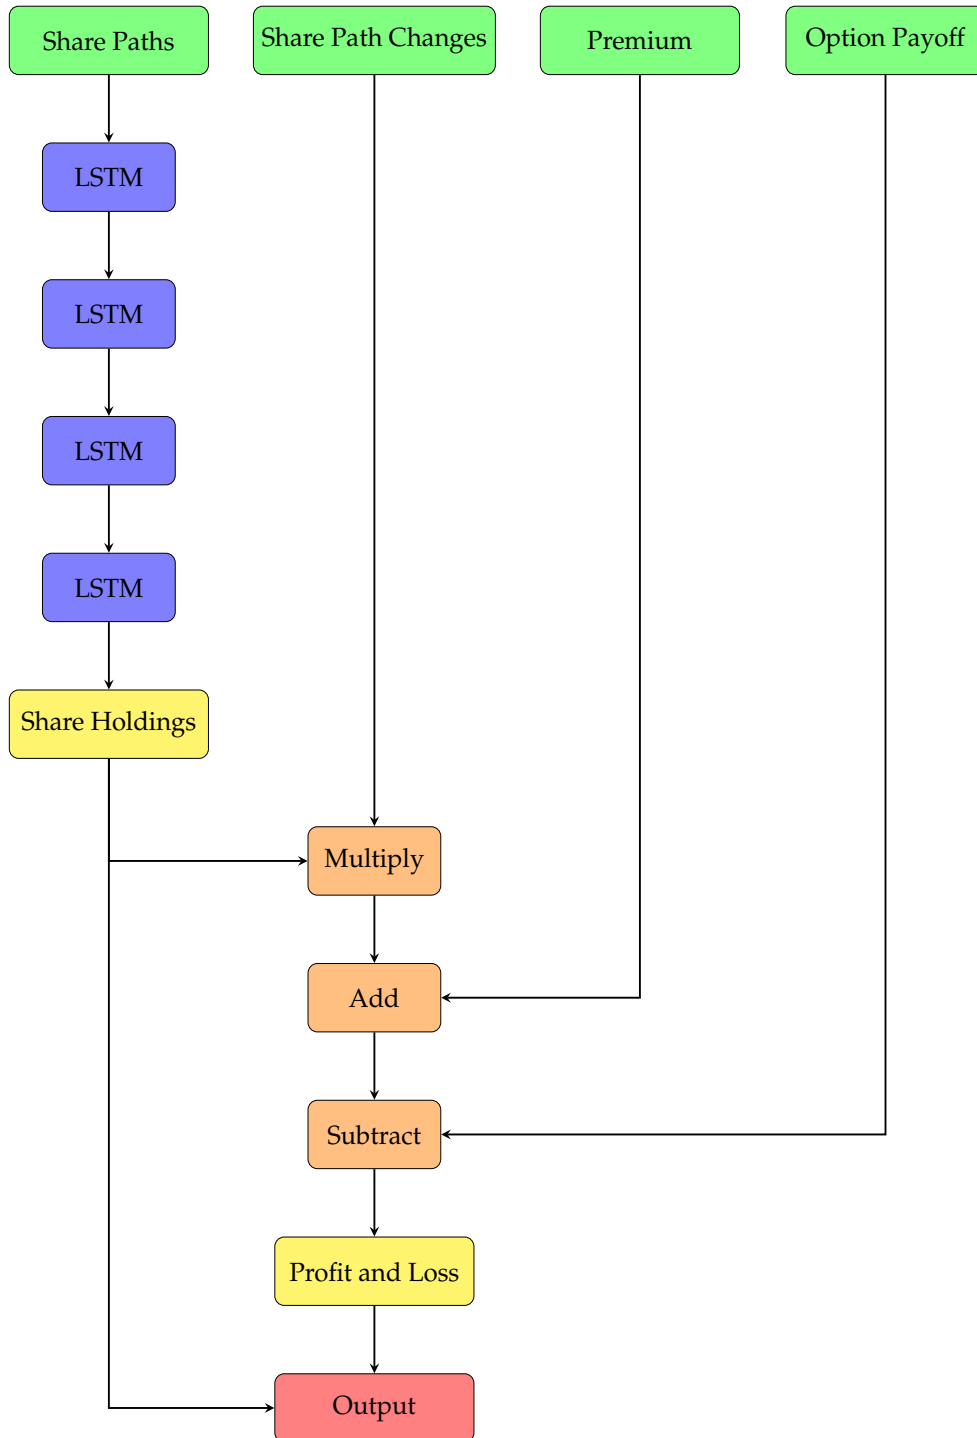 Share Paths
Share Path Changes
Premium
Option Payoff
LSTM
LSTM
LSTM
LSTM
Share Holdings
Multiply
Add
Subtract
Profit and Loss
Output